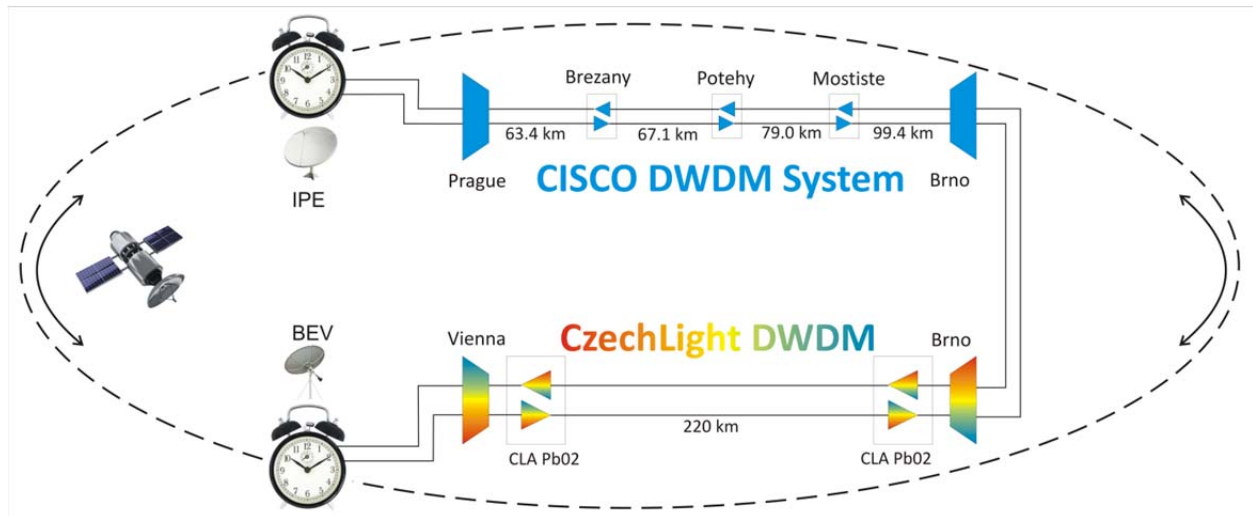 Brezany
Potehy
Mostiste
63.4 km
67.1 km
79.0 km
99.4 km
Prague
CISCO DWDM System
Brno
IPE
BEV
Vienna
CzechLight DWDM
Brno
220 km
CLA Pb02
CLA Pb02